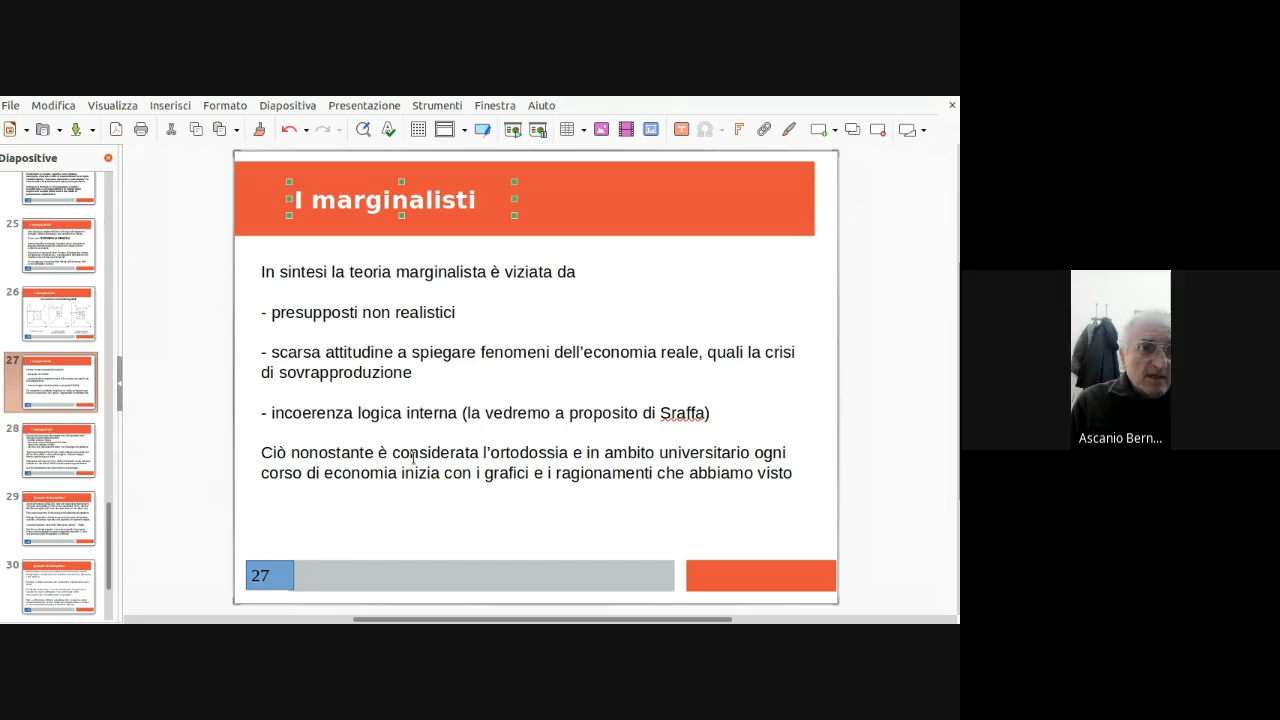 File Modifica Visualizza Inserisci Formato Diapositiva Presentazione Strumenti Finestra Aiuto
Diapositive
25
26
27
28
29
30
I marginalisti
In sintesi la teoria marginalista è viziata da
- presupposti non realistici
- scarsa attitudine a spiegare fenomeni dell'economia reale, quali la crisi
di sovrapproduzione
- incoerenza logica interna (la vedremo a proposito di Sraffa)
Ciò nonostante è considerata l'ortodossia e in ambito universitario ogni
corso di economia inizia con i grafici e i ragionamenti che abbiamo visto
27
Ascanio Bern...